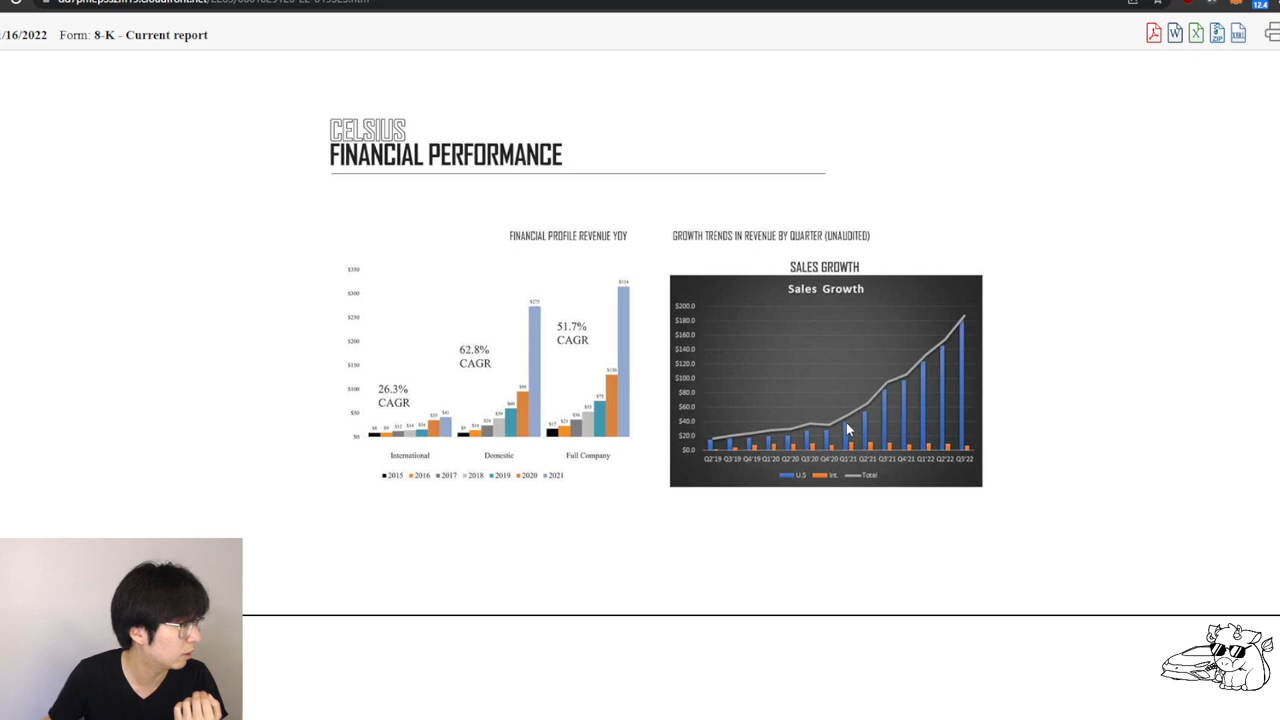 /16/2022 Form: 8-K - Current report
CELSIUS
FINANCIAL PERFORMANCE
FINANCIAL PROFILE REVENUE YOY
GROWTH TRENDS IN REVENUE BY QUARTER (UNAUDITED)
SALES GROWTH
Sales Growth
$350
$300
$250
$200
$150
$100
$50
$0
26.3%
CAGR
62.8%
CAGR
51.7%
CAGR
$273
$314
International Domestic Full Company
2015 2016 2017 2018 2019 2020 2021
$200.0
$180.0
$160.0
$140.0
$120.0
$100.0
$80.0
$60.0
$40.0
$20.0
$0.0
Q2'19 Q3'19 Q4'19 Q1'20 Q2'20 Q3'20 Q4'20 Q1'21 Q2'21 Q3'21 Q4'21 Q1'22 Q2'22 Q3'22
U.S Int. Total
12.4